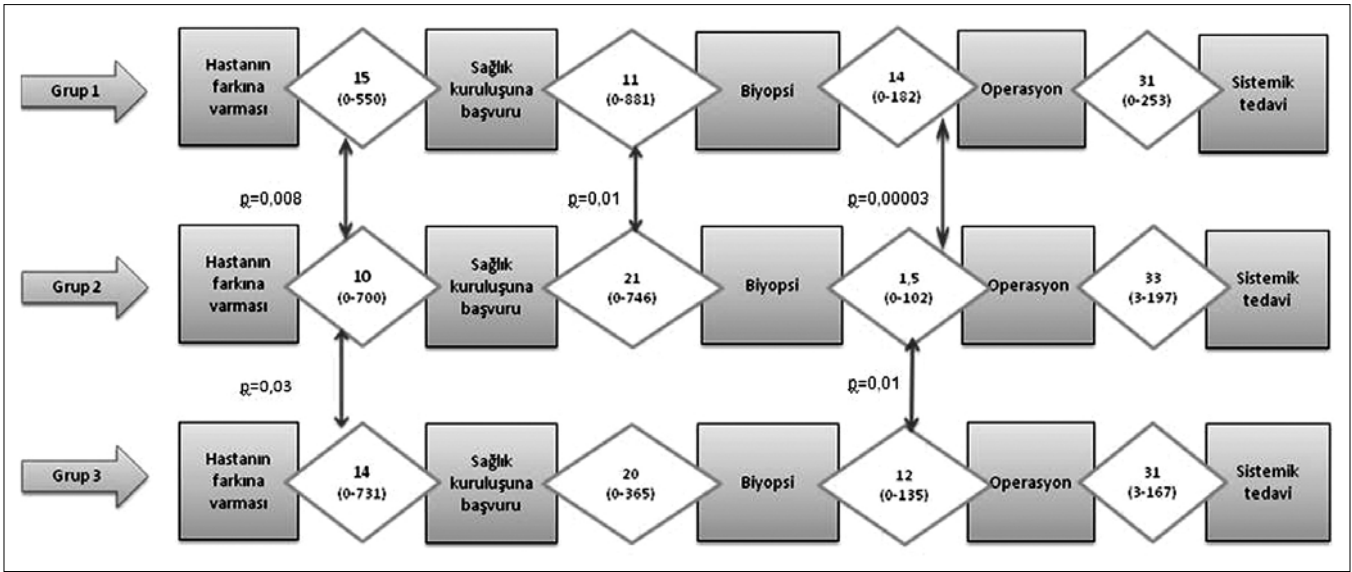 Grup 1
Hastanın
farkına
varması
15
(0-550)
Sağlık
kuruluşuna
başvuru
11
(0-881)
Biyopsi
14
(0-182)
Operasyon
31
(0-253)
Sistemik
tedavi
p=0,008
p=0,01
p=0,00003
Grup 2
Hastanın
farkına
varması
10
(0-700)
Sağlık
kuruluşuna
başvuru
21
(0-746)
Biyopsi
1,5
(0-102)
Operasyon
33
(3-197)
Sistemik
tedavi
p=0,03
p=0,01
Grup 3
Hastanın
farkına
varması
14
(0-731)
Sağlık
kuruluşuna
başvuru
20
(0-365)
Biyopsi
12
(0-135)
Operasyon
31
(3-167)
Sistemik
tedavi